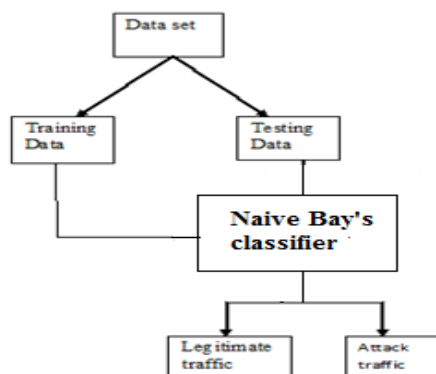 Data set
Training
Data
Testing
Data
Naive Bay's
classifier
Legitimate
traffic
Attack
traffic